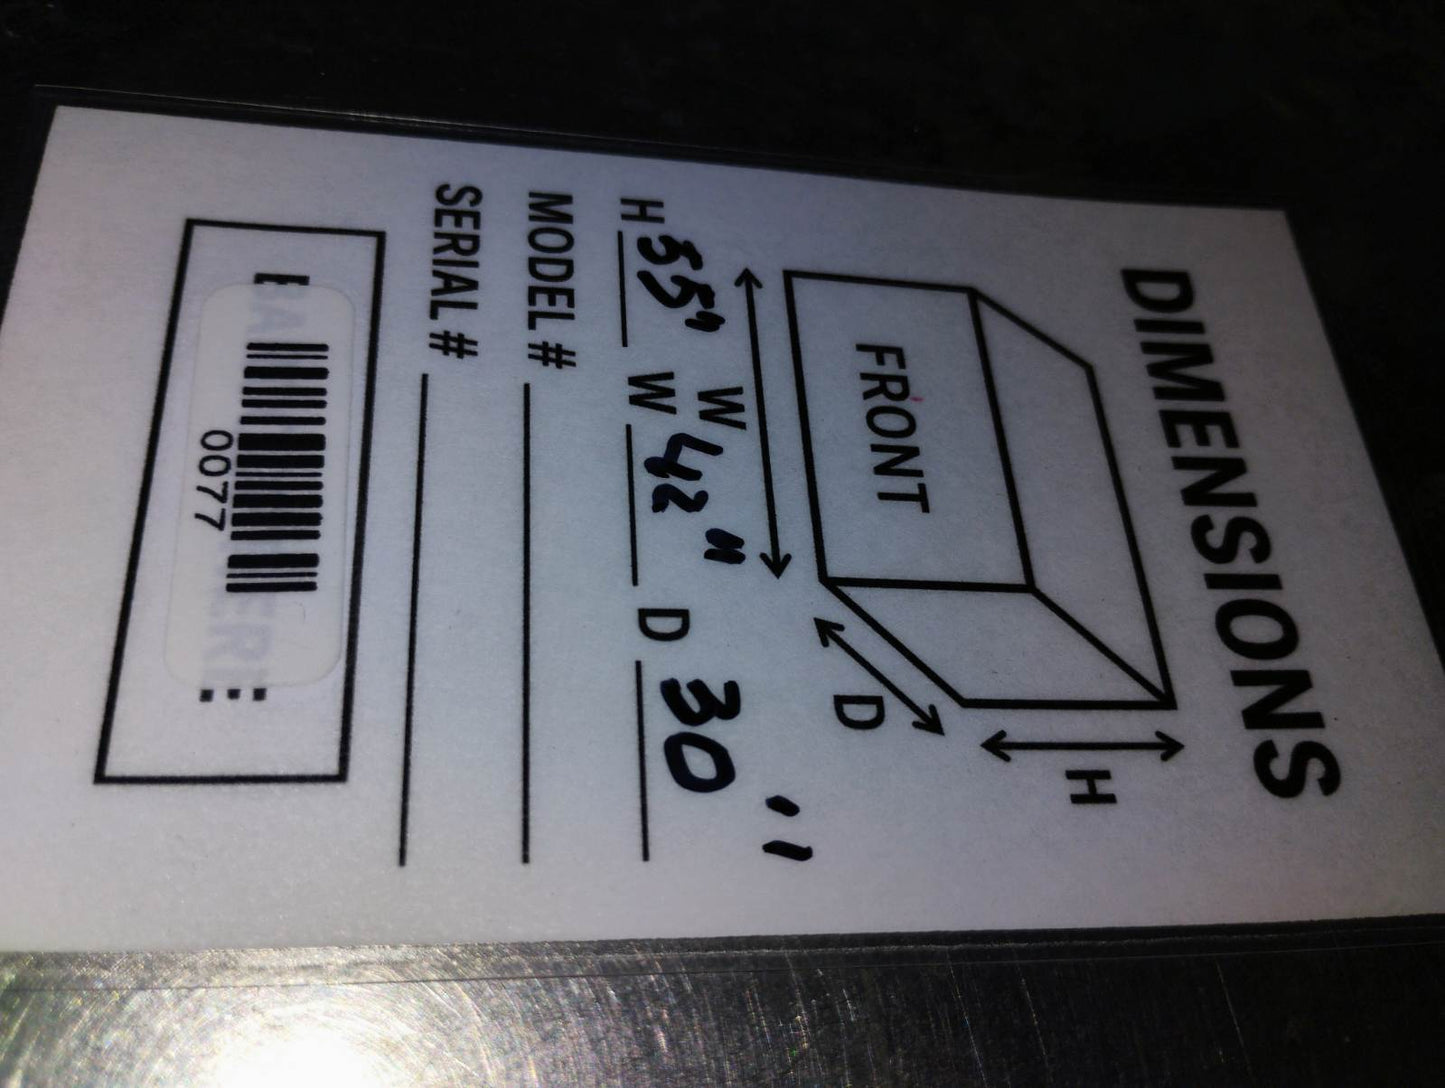 DIMENSIONS
H
FRONT
D
W
H 55" W 42" D 30"
MODEL #
SERIAL #
0077